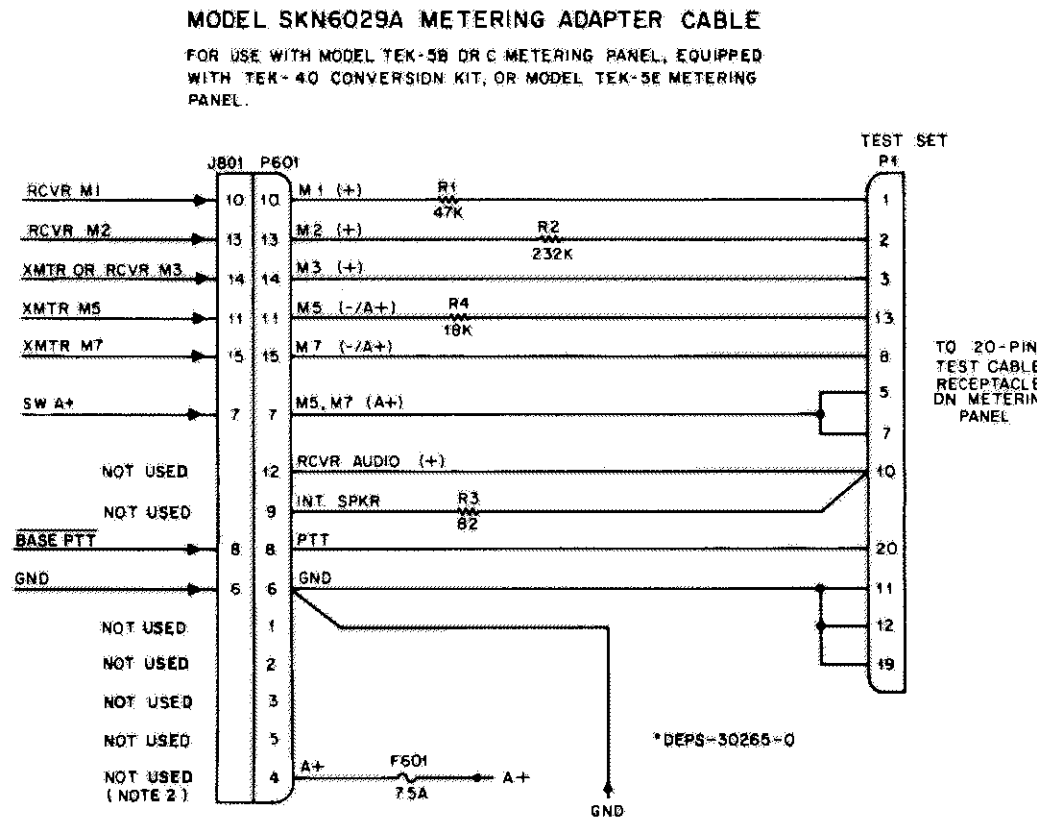 MODEL SKN6029A METERING ADAPTER CABLE
FOR USE WITH MODEL TEK-5B OR C METERING PANEL, EQUIPPED
WITH TEK-40 CONVERSION KIT, OR MODEL TEK-5E METERING
PANEL.
TEST SET
J801 P601 P1
RCVR M1 10 10 M1 (+) R1 47K 1
RCVR M2 13 13 M2 (+) R2 232K 2
XMTR OR RCVR M3 14 14 M3 (+) 3
XMTR M5 11 11 M5 (-/A+) R4 18K 13
XMTR M7 15 15 M7 (-/A+) 8
TO 20-PIN
TEST CABLE
RECEPTACLE
ON METERIN
PANEL
5
SW A+ 7 7 M5, M7 (A+)
7
NOT USED 12 RCVR AUDIO (+) 10
NOT USED 9 INT. SPKR R3 82
BASE PTT 8 8 PTT 20
GND 6 6 GND 11
NOT USED 1 12
NOT USED 2 19
NOT USED 3
NOT USED 5 *DEPS-30265-O
NOT USED 4 A+ F601 7.5A A+
(NOTE 2)
GND